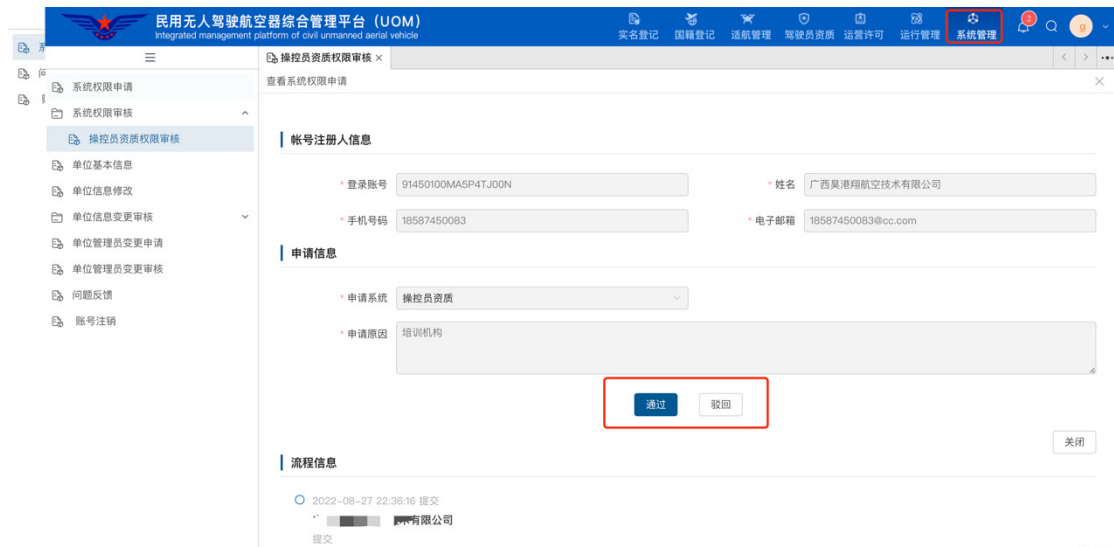 民用无人驾驶航空器综合管理平台（UOM）
Integrated management platform of civil unmanned aerial vehicle
实名登记 国籍登记 适航管理 驾驶员资质 运营许可 运行管理 系统管理 2 g
操控员资质权限审核 ×
查看系统权限申请
系统权限申请
系统权限审核
操控员资质权限审核
单位基本信息
单位信息修改
单位信息变更审核
单位管理员变更申请
单位管理员变更审核
问题反馈
账号注销
帐号注册人信息
* 登录账号 91450100MA5P4TJ00N * 姓名 广西昊港翔航空技术有限公司
* 手机号码 18587450083 * 电子邮箱 18587450083@cc.com
申请信息
* 申请系统 操控员资质
* 申请原因 培训机构
通过 驳回
关闭
流程信息
2022-08-27 22:36:16 提交
有限公司
提交